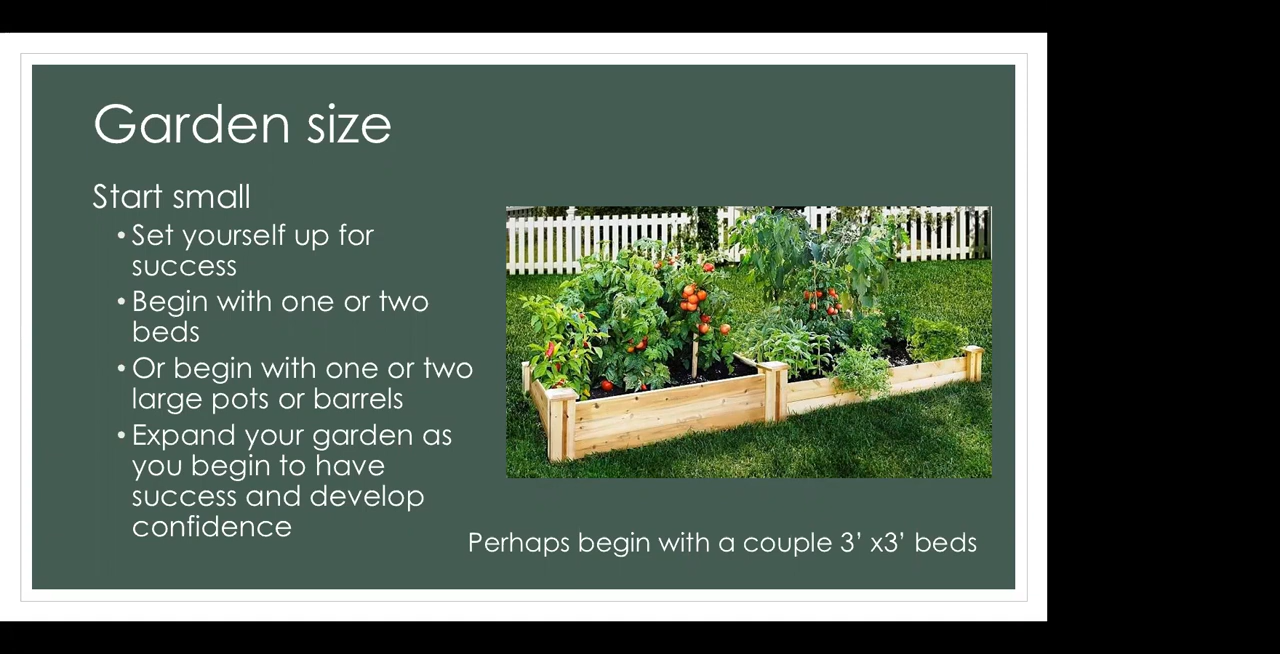 Garden size
Start small
• Set yourself up for
success
• Begin with one or two
beds
• Or begin with one or two
large pots or barrels
• Expand your garden as
you begin to have
success and develop
confidence
Perhaps begin with a couple 3’ x3’ beds